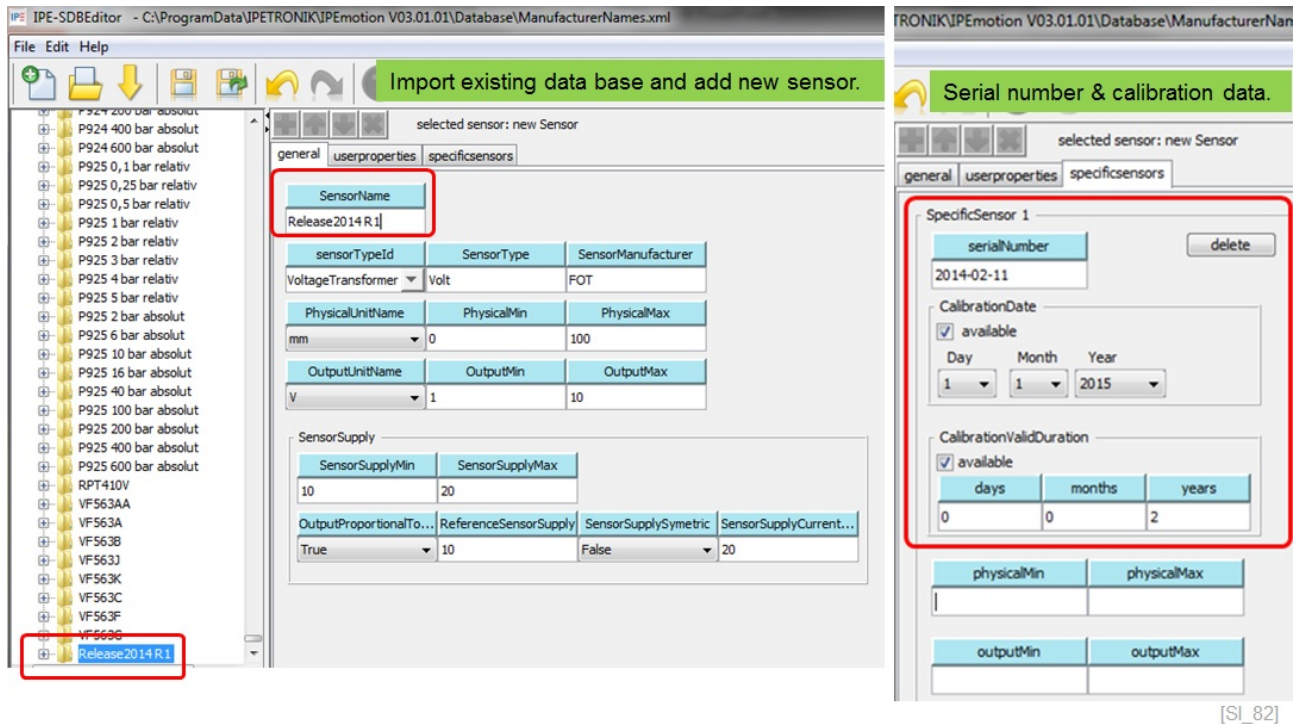 IPE IPE-SDBEditor - C:\ProgramData\IPETRONIK\IPEmotion V03.01.01\Database\ManufacturerNames.xml
File Edit Help
Import existing data base and add new sensor.
P924 200 bar absolut
P924 400 bar absolut
P924 600 bar absolut
P925 0,1 bar relativ
P925 0,25 bar relativ
P925 0,5 bar relativ
P925 1 bar relativ
P925 2 bar relativ
P925 3 bar relativ
P925 4 bar relativ
P925 5 bar relativ
P925 2 bar absolut
P925 6 bar absolut
P925 10 bar absolut
P925 16 bar absolut
P925 40 bar absolut
P925 100 bar absolut
P925 200 bar absolut
P925 400 bar absolut
P925 600 bar absolut
RPT410V
VF563AA
VF563A
VF563B
VF563J
VF563K
VF563C
VF563F
VF563G
Release2014 R1
selected sensor: new Sensor
general userproperties specificsensors
SensorName
Release2014 R1
sensorTypeId SensorType SensorManufacturer
VoltageTransformer Volt FOT
PhysicalUnitName PhysicalMin PhysicalMax
mm 0 100
OutputUnitName OutputMin OutputMax
V 1 10
SensorSupply
SensorSupplyMin SensorSupplyMax
10 20
OutputProportionalTo... ReferenceSensorSupply SensorSupplySymetric SensorSupplyCurrent...
True 10 False 20
TRONIK\IPEmotion V03.01.01\Database\ManufacturerNam
Serial number & calibration data.
selected sensor: new Sensor
general userproperties specificsensors
SpecificSensor 1
serialNumber delete
2014-02-11
CalibrationDate
available
Day Month Year
1 1 2015
CalibrationValidDuration
available
days months years
0 0 2
physicalMin physicalMax
outputMin outputMax
[SI_82]